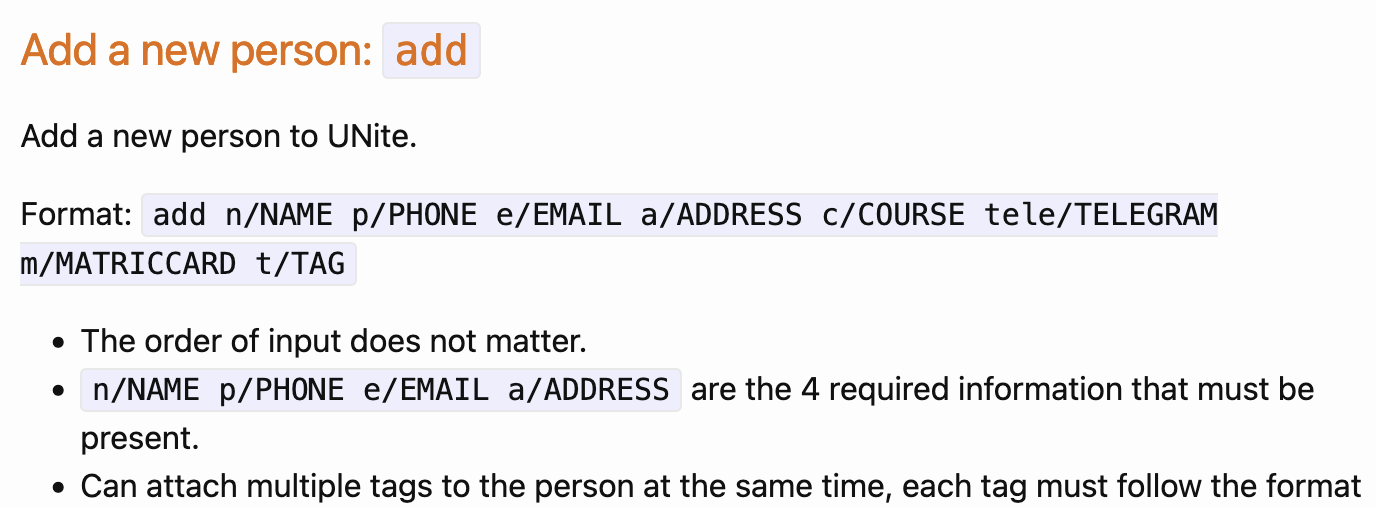 Add a new person: add
Add a new person to UNite.
Format: add n/NAME p/PHONE e/EMAIL a/ADDRESS c/COURSE tele/TELEGRAM
m/MATRICCARD t/TAG
• The order of input does not matter.
• n/NAME p/PHONE e/EMAIL a/ADDRESS are the 4 required information that must be
present.
• Can attach multiple tags to the person at the same time, each tag must follow the format